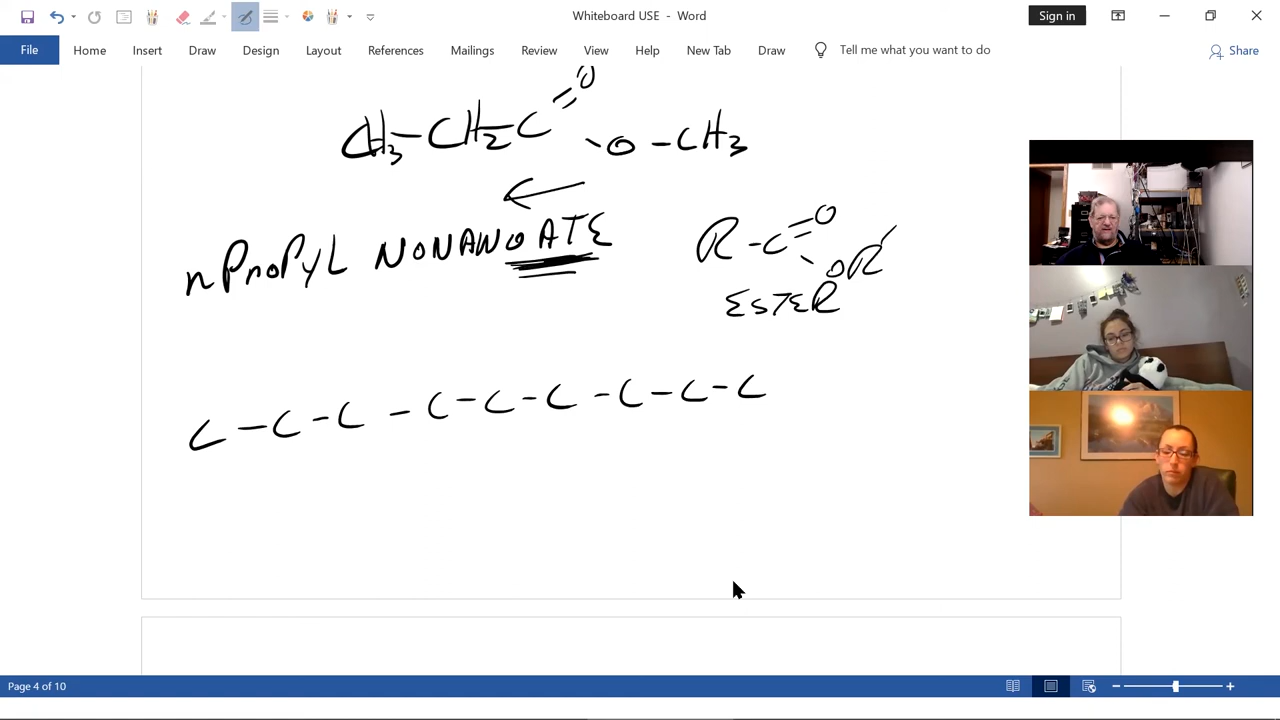 Whiteboard USE - Word
Sign in
File Home Insert Draw Design Layout References Mailings Review View Help New Tab Draw Tell me what you want to do Share
O
CH3-CH2-C
-O-CH3
nPROPYL NONANOATE
R-C=O
OR'
ESTER
C-C-C-C-C-C-C-C-C
Page 4 of 10